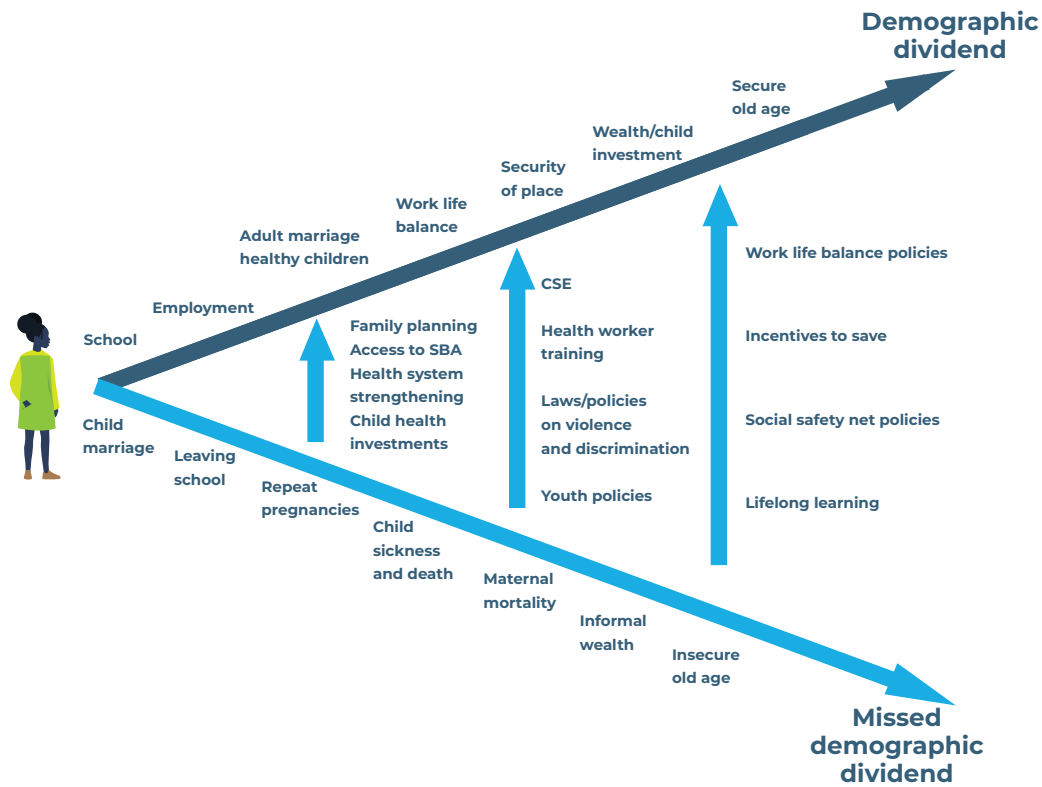 Demographic
dividend
Secure
old age
Wealth/child
investment
Security
of place
Work life
balance
Adult marriage
healthy children
Employment
School
Family planning
Access to SBA
Health system
strengthening
Child health
investments
CSE
Health worker
training
Laws/policies
on violence
and discrimination
Youth policies
Work life balance policies
Incentives to save
Social safety net policies
Lifelong learning
Child
marriage
Leaving
school
Repeat
pregnancies
Child
sickness
and death
Maternal
mortality
Informal
wealth
Insecure
old age
Missed
demographic
dividend